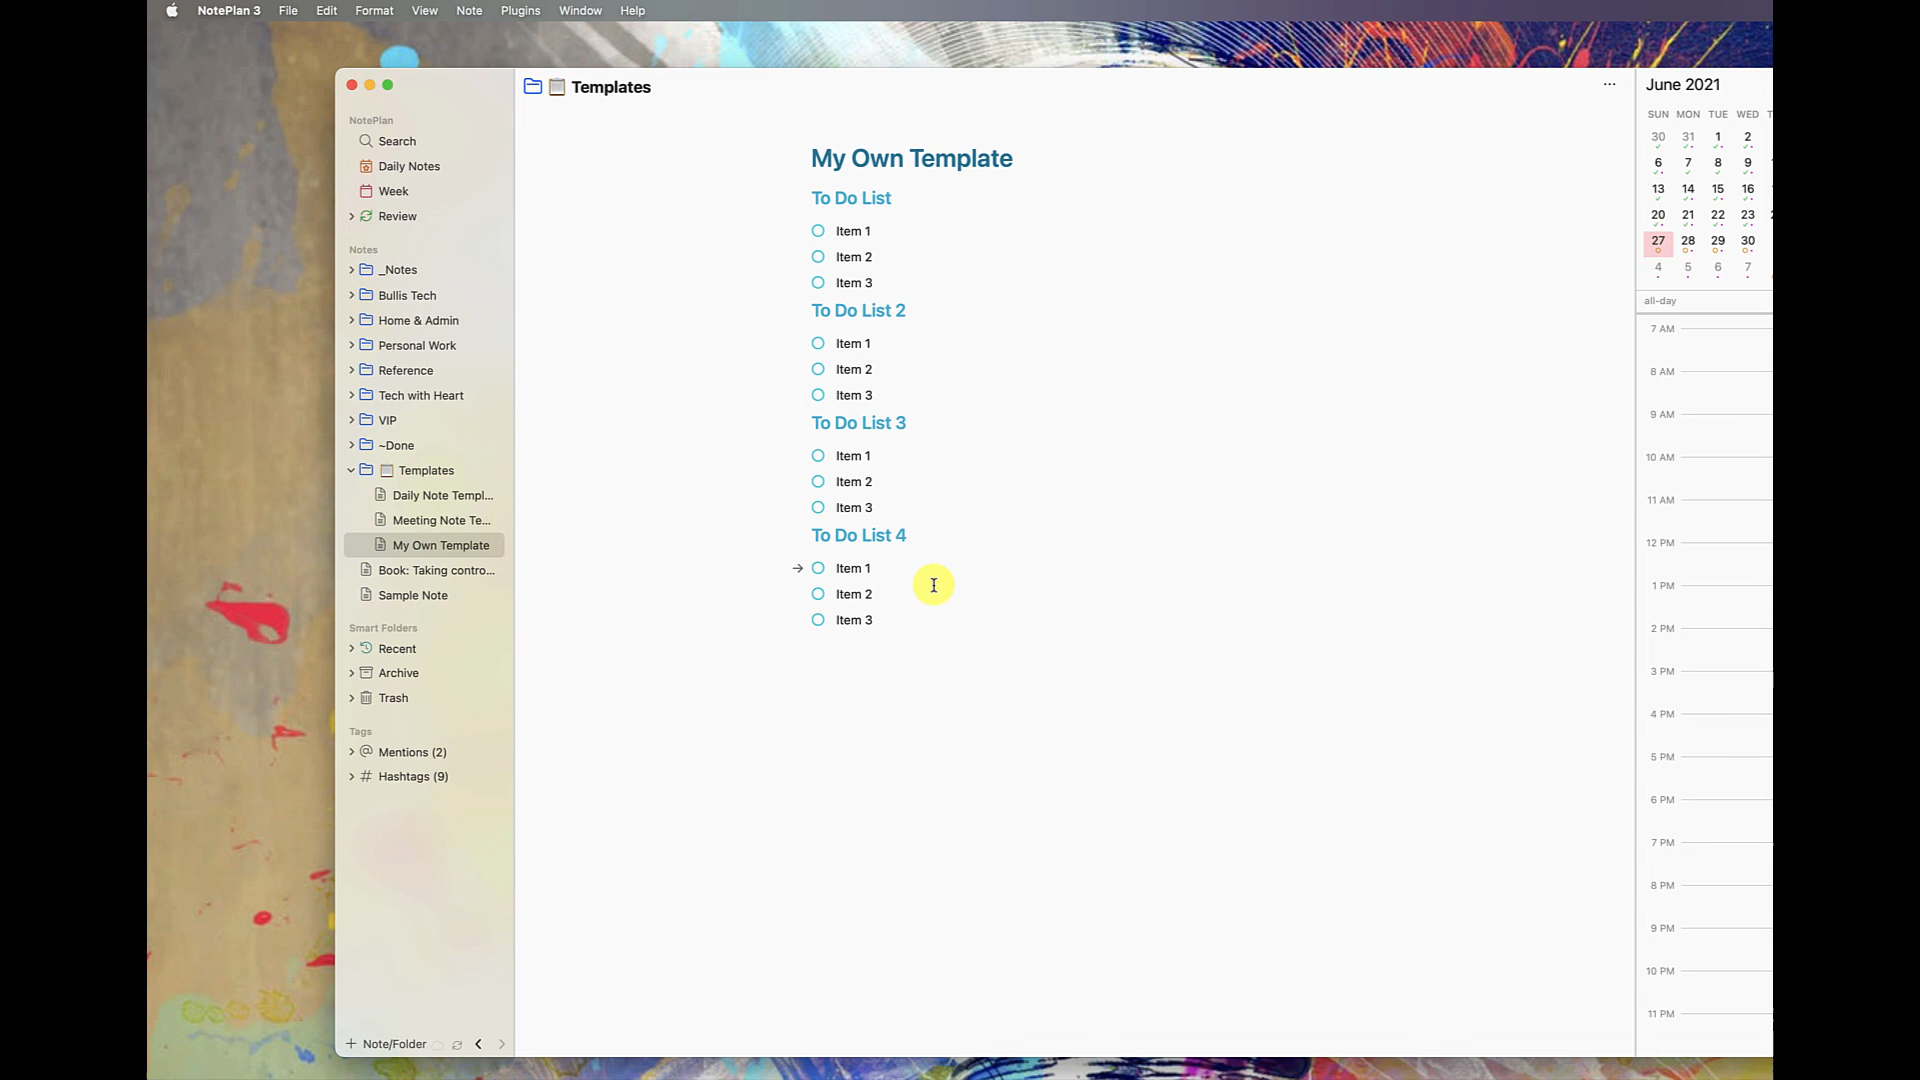 NotePlan 3 File Edit Format View Note Plugins Window Help
NotePlan
Search
Daily Notes
Week
Review
Notes
_Notes
Bullis Tech
Home & Admin
Personal Work
Reference
Tech with Heart
VIP
~Done
Templates
Daily Note Templ...
Meeting Note Te...
My Own Template
Book: Taking contro...
Sample Note
Smart Folders
Recent
Archive
Trash
Tags
@ Mentions (2)
# Hashtags (9)
+ Note/Folder
Templates
...
My Own Template
To Do List
Item 1
Item 2
Item 3
To Do List 2
Item 1
Item 2
Item 3
To Do List 3
Item 1
Item 2
Item 3
To Do List 4
Item 1
Item 2
Item 3
June 2021
SUN MON TUE WED T
30 31 1 2
6 7 8 9
13 14 15 16
20 21 22 23
27 28 29 30
4 5 6 7
all-day
7 AM
8 AM
9 AM
10 AM
11 AM
12 PM
1 PM
2 PM
3 PM
4 PM
5 PM
6 PM
7 PM
8 PM
9 PM
10 PM
11 PM